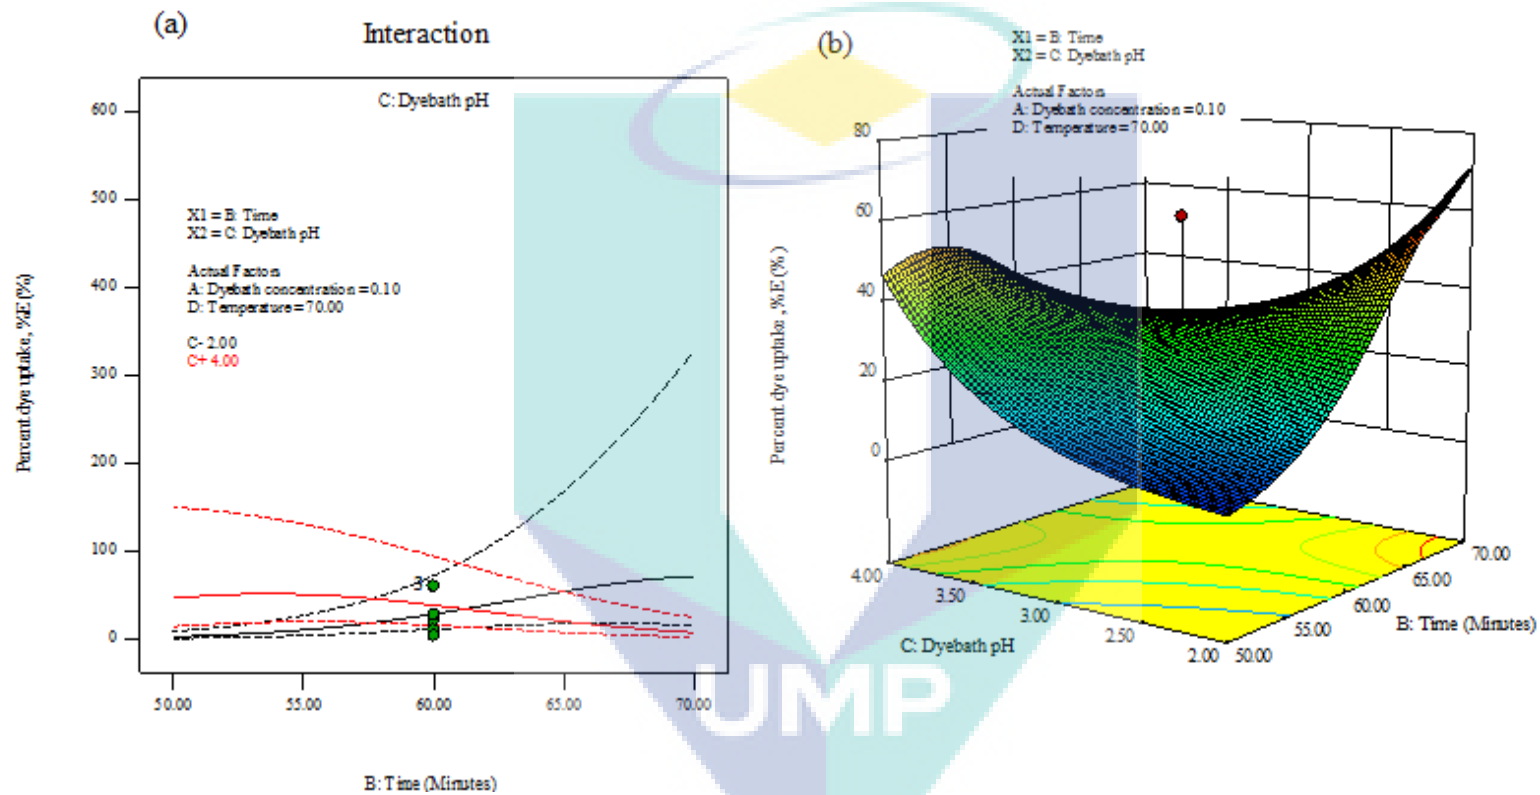 (a)
Interaction
C: Dyebath pH
600
500
400
300
200
100
0
X1 = B: Time
X2 = C: Dyebath pH
Actual Factors
A: Dyebath concentration = 0.10
D: Temperature = 70.00
C- 2.00
C+ 4.00
3
Percent dye uptake, %E (%)
50.00
55.00
60.00
65.00
70.00
B: Time (Minutes)
(b)
X1 = B: Time
X2 = C: Dyebath pH
Actual Factors
A: Dyebath concentration = 0.10
D: Temperature = 70.00
80
60
40
20
0
Percent dye uptake, %E (%)
4.00
3.50
3.00
2.50
2.00
C: Dyebath pH
50.00
55.00
60.00
65.00
70.00
B: Time (Minutes)
UMP